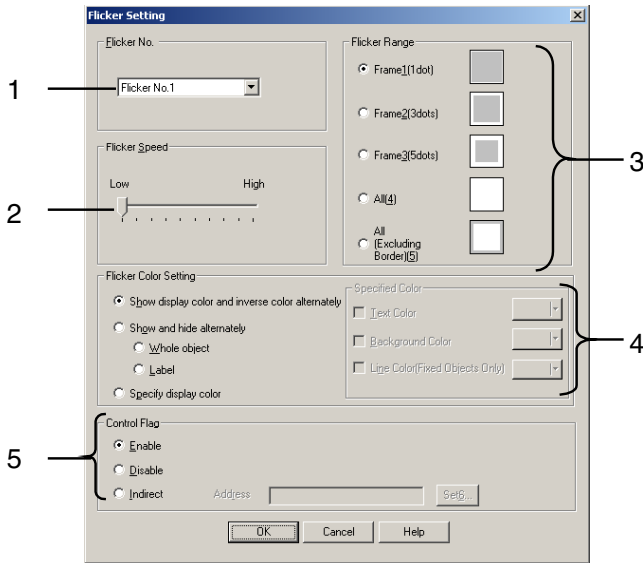 Flicker Setting
1
2
3
4
5
Flicker No.
Flicker No.1
Flicker Speed
Low High
Flicker Range
Frame1(1dot)
Frame2(3dots)
Frame3(5dots)
All(4)
All
(Excluding
Border)(5)
Flicker Color Setting
Show display color and inverse color alternately
Show and hide alternately
Whole object
Label
Specify display color
Specified Color
Text Color
Background Color
Line Color(Fixed Objects Only)
Control Flag
Enable
Disable
Indirect Address Set6...
OK Cancel Help